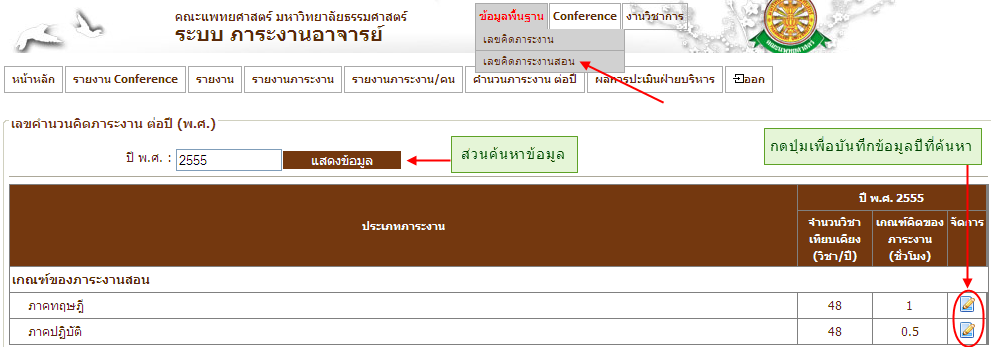 คณะแพทยศาสตร์ มหาวิทยาลัยธรรมศาสตร์
ระบบ ภาระงานอาจารย์
ข้อมูลพื้นฐาน Conference งานวิชาการ
เลขคิดภาระงาน
เลขคิดภาระงานสอน
หน้าหลัก รายงาน Conference รายงาน รายงานภาระงาน รายงานภาระงาน/คน คำนวนภาระงาน ต่อปี ผลการประเมินฝ่ายบริหาร ออก
เลขคำนวนคิดภาระงาน ต่อปี (พ.ศ.)
ปี พ.ศ. : 2555 แสดงข้อมูล
ส่วนค้นหาข้อมูล
กดปุ่มเพื่อบันทึกข้อมูลปีที่ค้นหา
ประเภทภาระงาน
ปี พ.ศ. 2555
จำนวนวิชา เกณฑ์คิดของ จัดการ
เทียบเคียง ภาระงาน
(วิชา/ปี) (ชั่วโมง)
เกณฑ์ของภาระงานสอน
ภาคทฤษฎี 48 1
ภาคปฏิบัติ 48 0.5